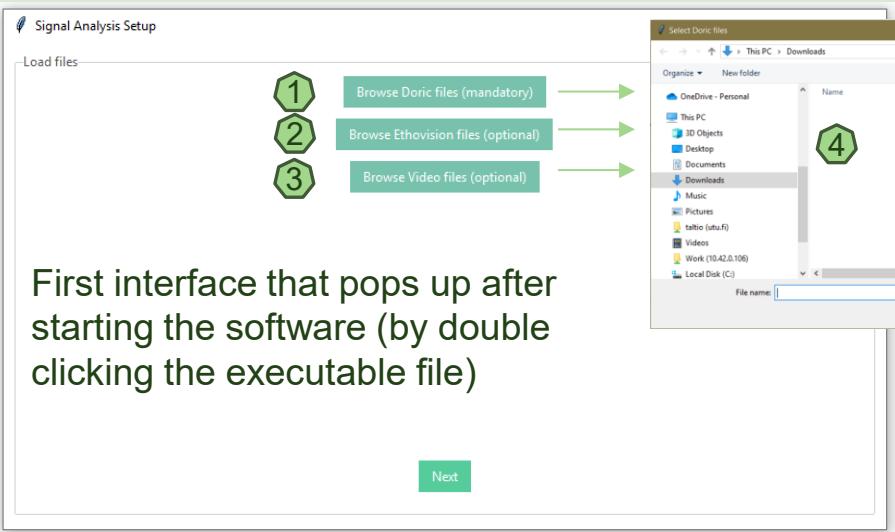 Signal Analysis Setup
Load files
1
Browse Doric files (mandatory)
2
Browse Ethovision files (optional)
3
Browse Video files (optional)
Select Doric files
This PC > Downloads
Organize
New folder
Name
OneDrive - Personal
This PC
3D Objects
Desktop
Documents
Downloads
Music
Pictures
taltio (utu.fi)
Videos
Work (10.42.0.106)
Local Disk (C:)
4
File name:
First interface that pops up after
starting the software (by double
clicking the executable file)
Next